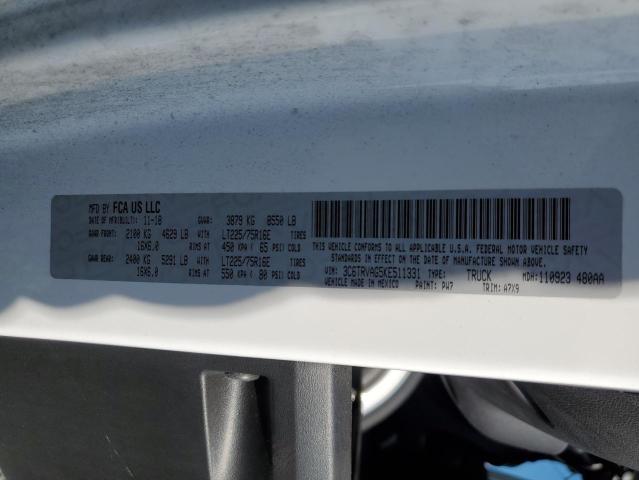 MFD BY FCA US LLC
DATE OF MFR(BUILT): 11-18 GVWR: 3879 KG 8550 LB
GAWR FRONT: 2100 KG 4629 LB WITH LT225/75R16E TIRES
16X6.0 RIMS AT 450 KPA ( 65 PSI) COLD
GAWR REAR: 2400 KG 5291 LB WITH LT225/75R16E TIRES
16X6.0 RIMS AT 550 KPA ( 80 PSI) COLD
THIS VEHICLE CONFORMS TO ALL APPLICABLE U.S.A. FEDERAL MOTOR VEHICLE SAFETY
STANDARDS IN EFFECT ON THE DATE OF MANUFACTURE SHOWN ABOVE.
VIN: 3C6TRVAG5KE511331 TYPE: TRUCK MDH: 110923 480AA
VEHICLE MADE IN MEXICO PAINT: PW7 TRIM: A7X9